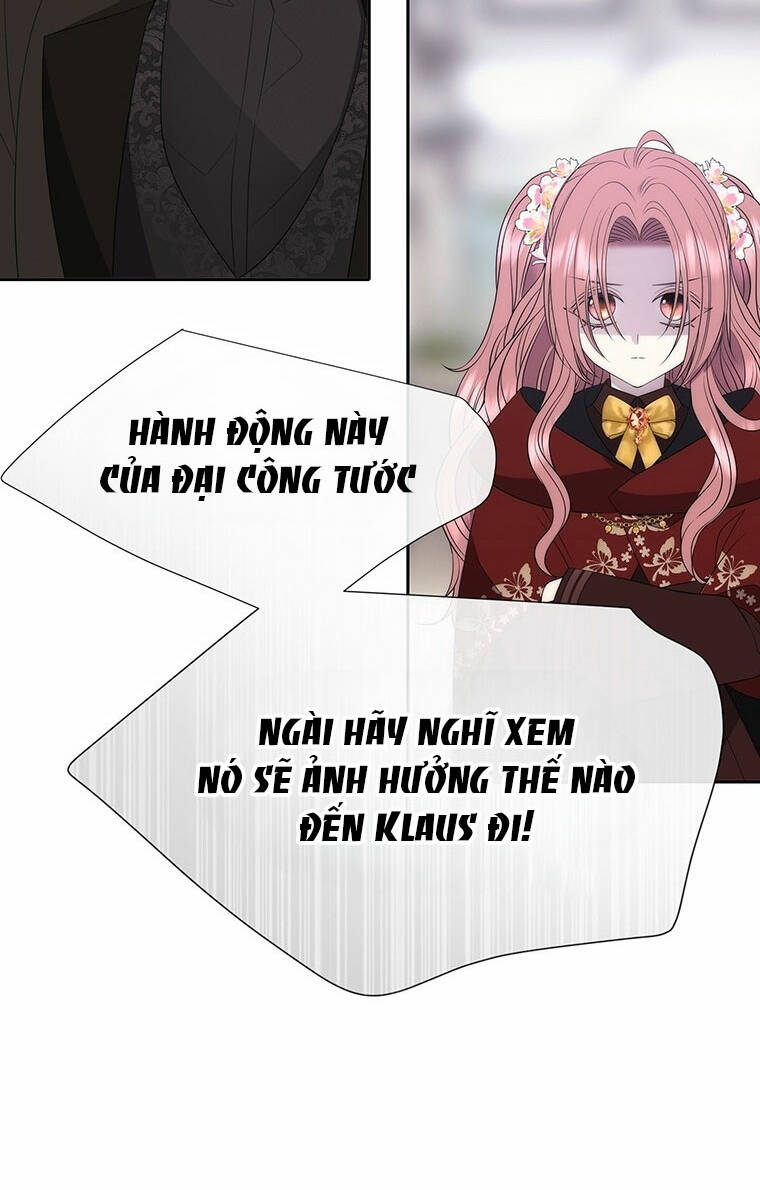 HÀNH ĐỘNG NÀY
CỦA ĐẠI CÔNG TƯỚC
NGÀI HÃY NGHĨ XEM
NÓ SẼ ẢNH HƯỞNG THẾ NÀO
ĐẾN KLAUS ĐI!